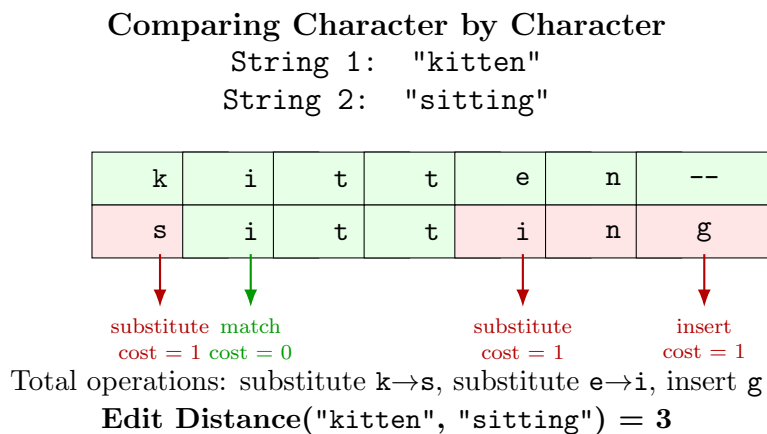 Comparing Character by Character
String 1: "kitten"
String 2: "sitting"
k i t t e n --
s i t t i n g
substitute match substitute insert
cost = 1 cost = 0 cost = 1 cost = 1
Total operations: substitute k→s, substitute e→i, insert g
Edit Distance("kitten", "sitting") = 3